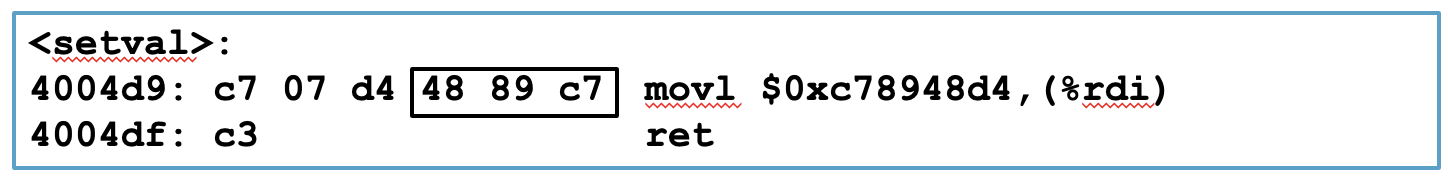 <setval>:
4004d9: c7 07 d4 48 89 c7 movl $0xc78948d4,(%rdi)
4004df: c3 ret